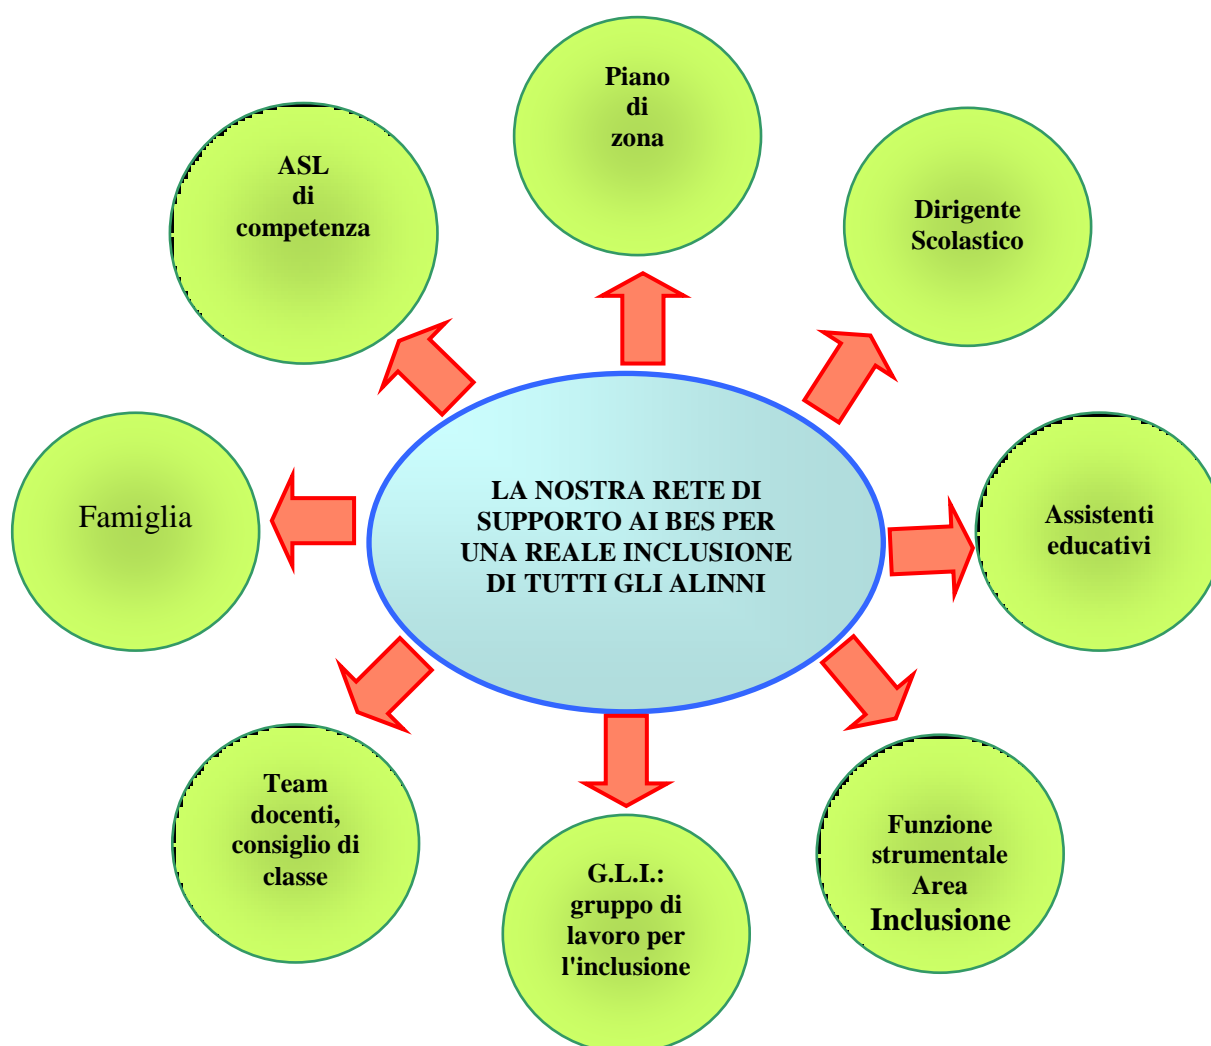 Piano
di
zona
ASL
di
competenza
Dirigente
Scolastico
Famiglia
LA NOSTRA RETE DI
SUPPORTO AI BES PER
UNA REALE INCLUSIONE
DI TUTTI GLI ALINNI
Assistenti
educativi
Team
docenti,
consiglio di
classe
G.L.I.:
gruppo di
lavoro per
l'inclusione
Funzione
strumentale
Area
Inclusione